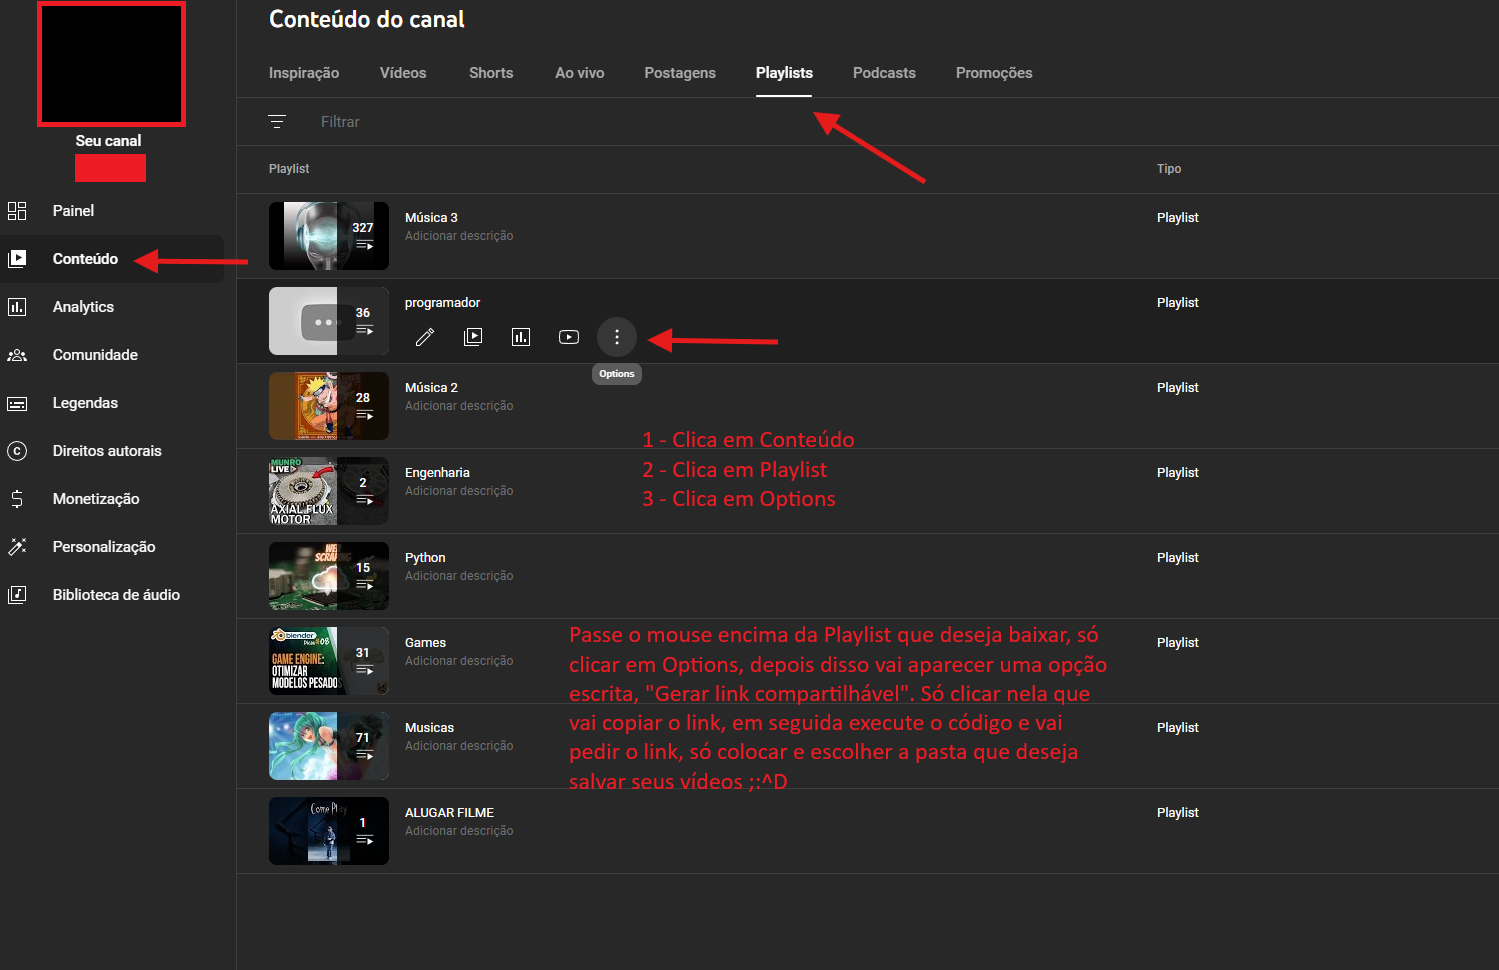 Conteúdo do canal
Inspiração Vídeos Shorts Ao vivo Postagens Playlists Podcasts Promoções
Filtrar
Seu canal
Painel
Conteúdo
Analytics
Comunidade
Legendas
Direitos autorais
Monetização
Personalização
Biblioteca de áudio
Playlist Tipo
327 Música 3 Playlist
Adicionar descrição
36 programador Playlist
Options
28 Música 2 Playlist
Adicionar descrição
1 - Clica em Conteúdo
2 - Clica em Playlist
3 - Clica em Options
MUNRO
LIVE
2 Engenharia Playlist
Adicionar descrição
AXIAL FLUX
MOTOR
15 Python Playlist
Adicionar descrição
blender
#08
GAME ENGINE:
OTIMIZAR
MODELOS PESADOS
31 Games Playlist
Adicionar descrição
71 Musicas Playlist
Adicionar descrição
Come Play
1 ALUGAR FILME Playlist
Adicionar descrição
Passe o mouse encima da Playlist que deseja baixar, só
clicar em Options, depois disso vai aparecer uma opção
escrita, "Gerar link compartilhável". Só clicar nela que
vai copiar o link, em seguida execute o código e vai
pedir o link, só colocar e escolher a pasta que deseja
salvar seus vídeos ;::^D